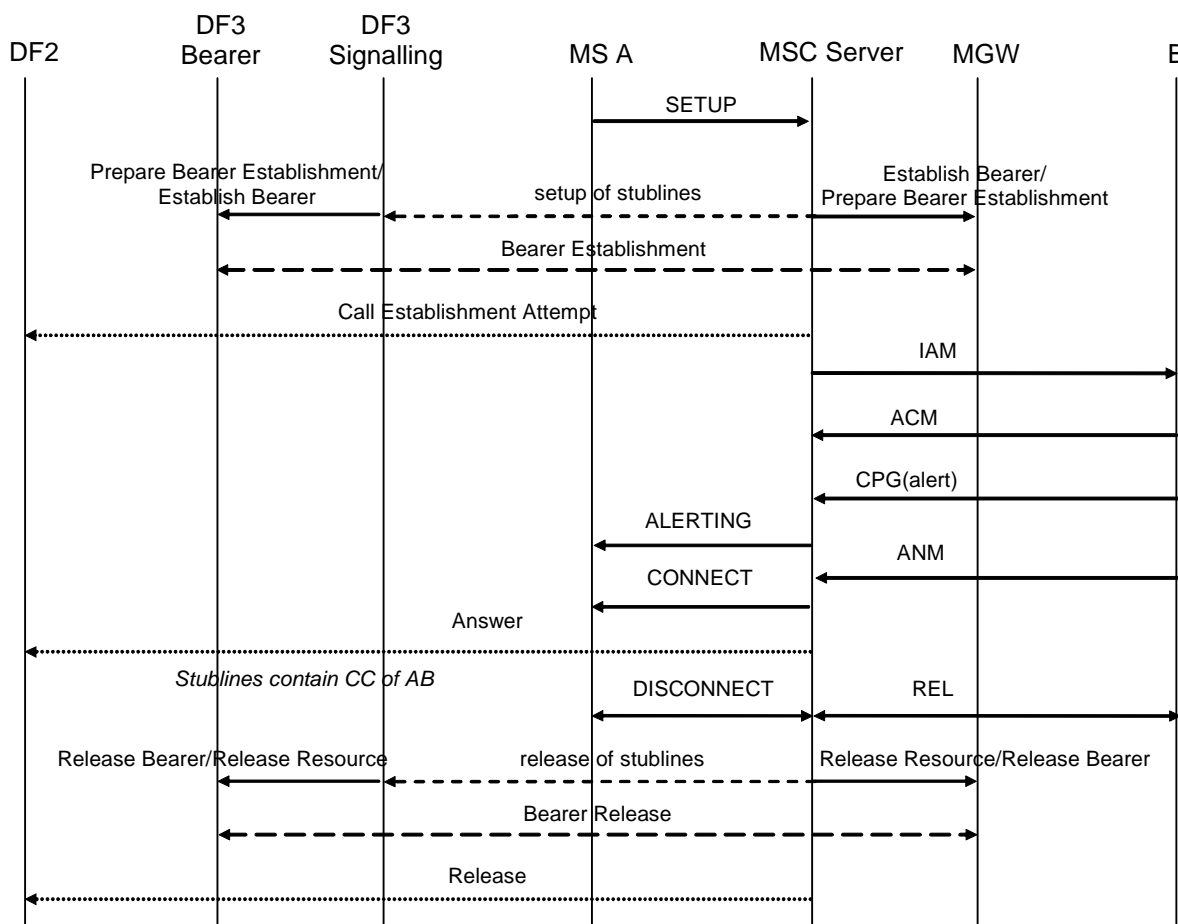 DF2
DF3
Bearer
DF3
Signalling
MS A
MSC Server
MGW
B
SETUP
Prepare Bearer Establishment/
Establish Bearer
setup of stublines
Establish Bearer/
Prepare Bearer Establishment
Bearer Establishment
Call Establishment Attempt
IAM
ACM
CPG(alert)
ALERTING
ANM
CONNECT
Answer
Stublines contain CC of AB
DISCONNECT
REL
Release Bearer/Release Resource
release of stublines
Release Resource/Release Bearer
Bearer Release
Release